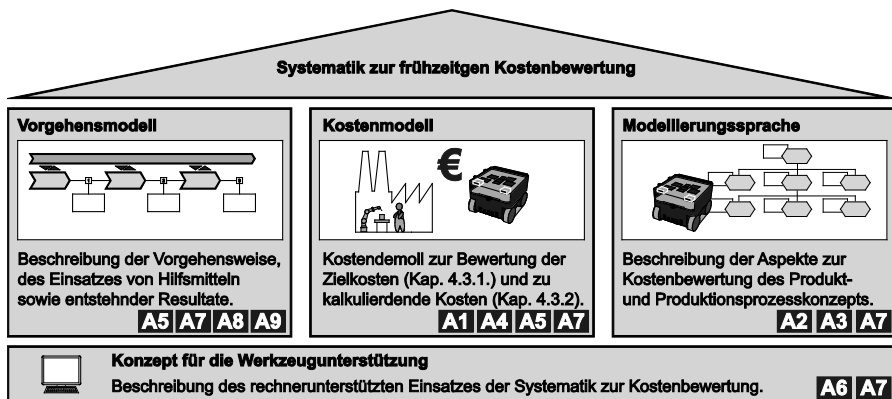 Systematik zur frühzeitgen Kostenbewertung
Vorgehensmodell
Beschreibung der Vorgehensweise,
des Einsatzes von Hilfsmitteln
sowie entstehnder Resultate.
A5 A7 A8 A9
Kostenmodell
€
Kostendemoll zur Bewertung der
Zielkosten (Kap. 4.3.1.) und zu
kalkulierdende Kosten (Kap. 4.3.2).
A1 A4 A5 A7
Modellierungssprache
Beschreibung der Aspekte zur
Kostenbewertung des Produkt-
und Produktionsprozesskonzepts.
A2 A3 A7
Konzept für die Werkzeugunterstützung
Beschreibung des rechnerunterstützten Einsatzes der Systematik zur Kostenbewertung.
A6 A7